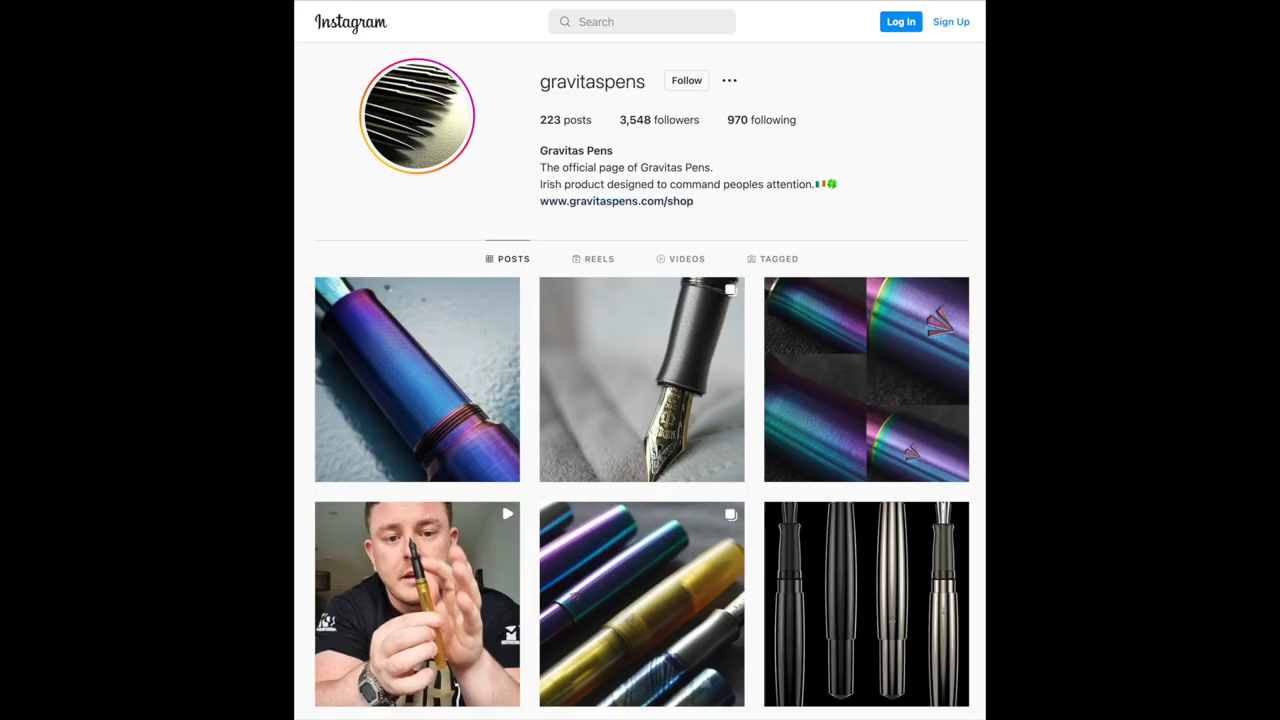 Instagram
Search
Log In
Sign Up
gravitaspens
Follow
223 posts 3,548 followers 970 following
Gravitas Pens
The official page of Gravitas Pens.
Irish product designed to command peoples attention.🇮🇪🍀
www.gravitaspens.com/shop
POSTS REELS VIDEOS TAGGED